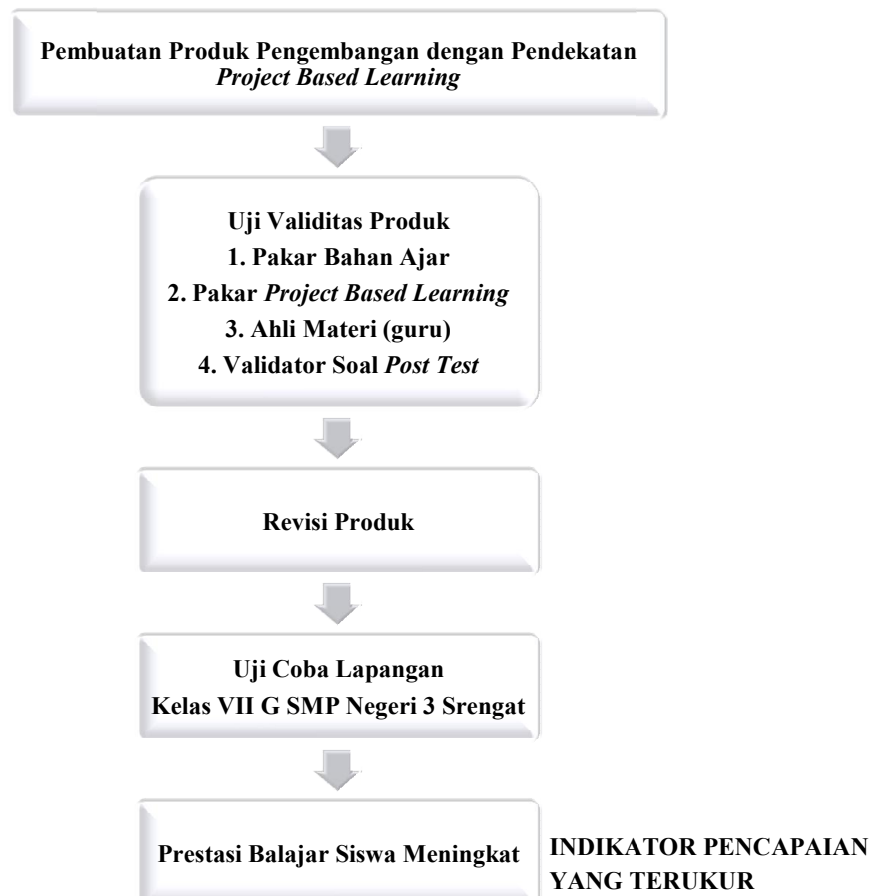 Pembuatan Produk Pengembangan dengan Pendekatan
Project Based Learning
Uji Validitas Produk
1. Pakar Bahan Ajar
2. Pakar Project Based Learning
3. Ahli Materi (guru)
4. Validator Soal Post Test
Revisi Produk
Uji Coba Lapangan
Kelas VII G SMP Negeri 3 Srengat
Prestasi Balajar Siswa Meningkat
INDIKATOR PENCAPAIAN
YANG TERUKUR